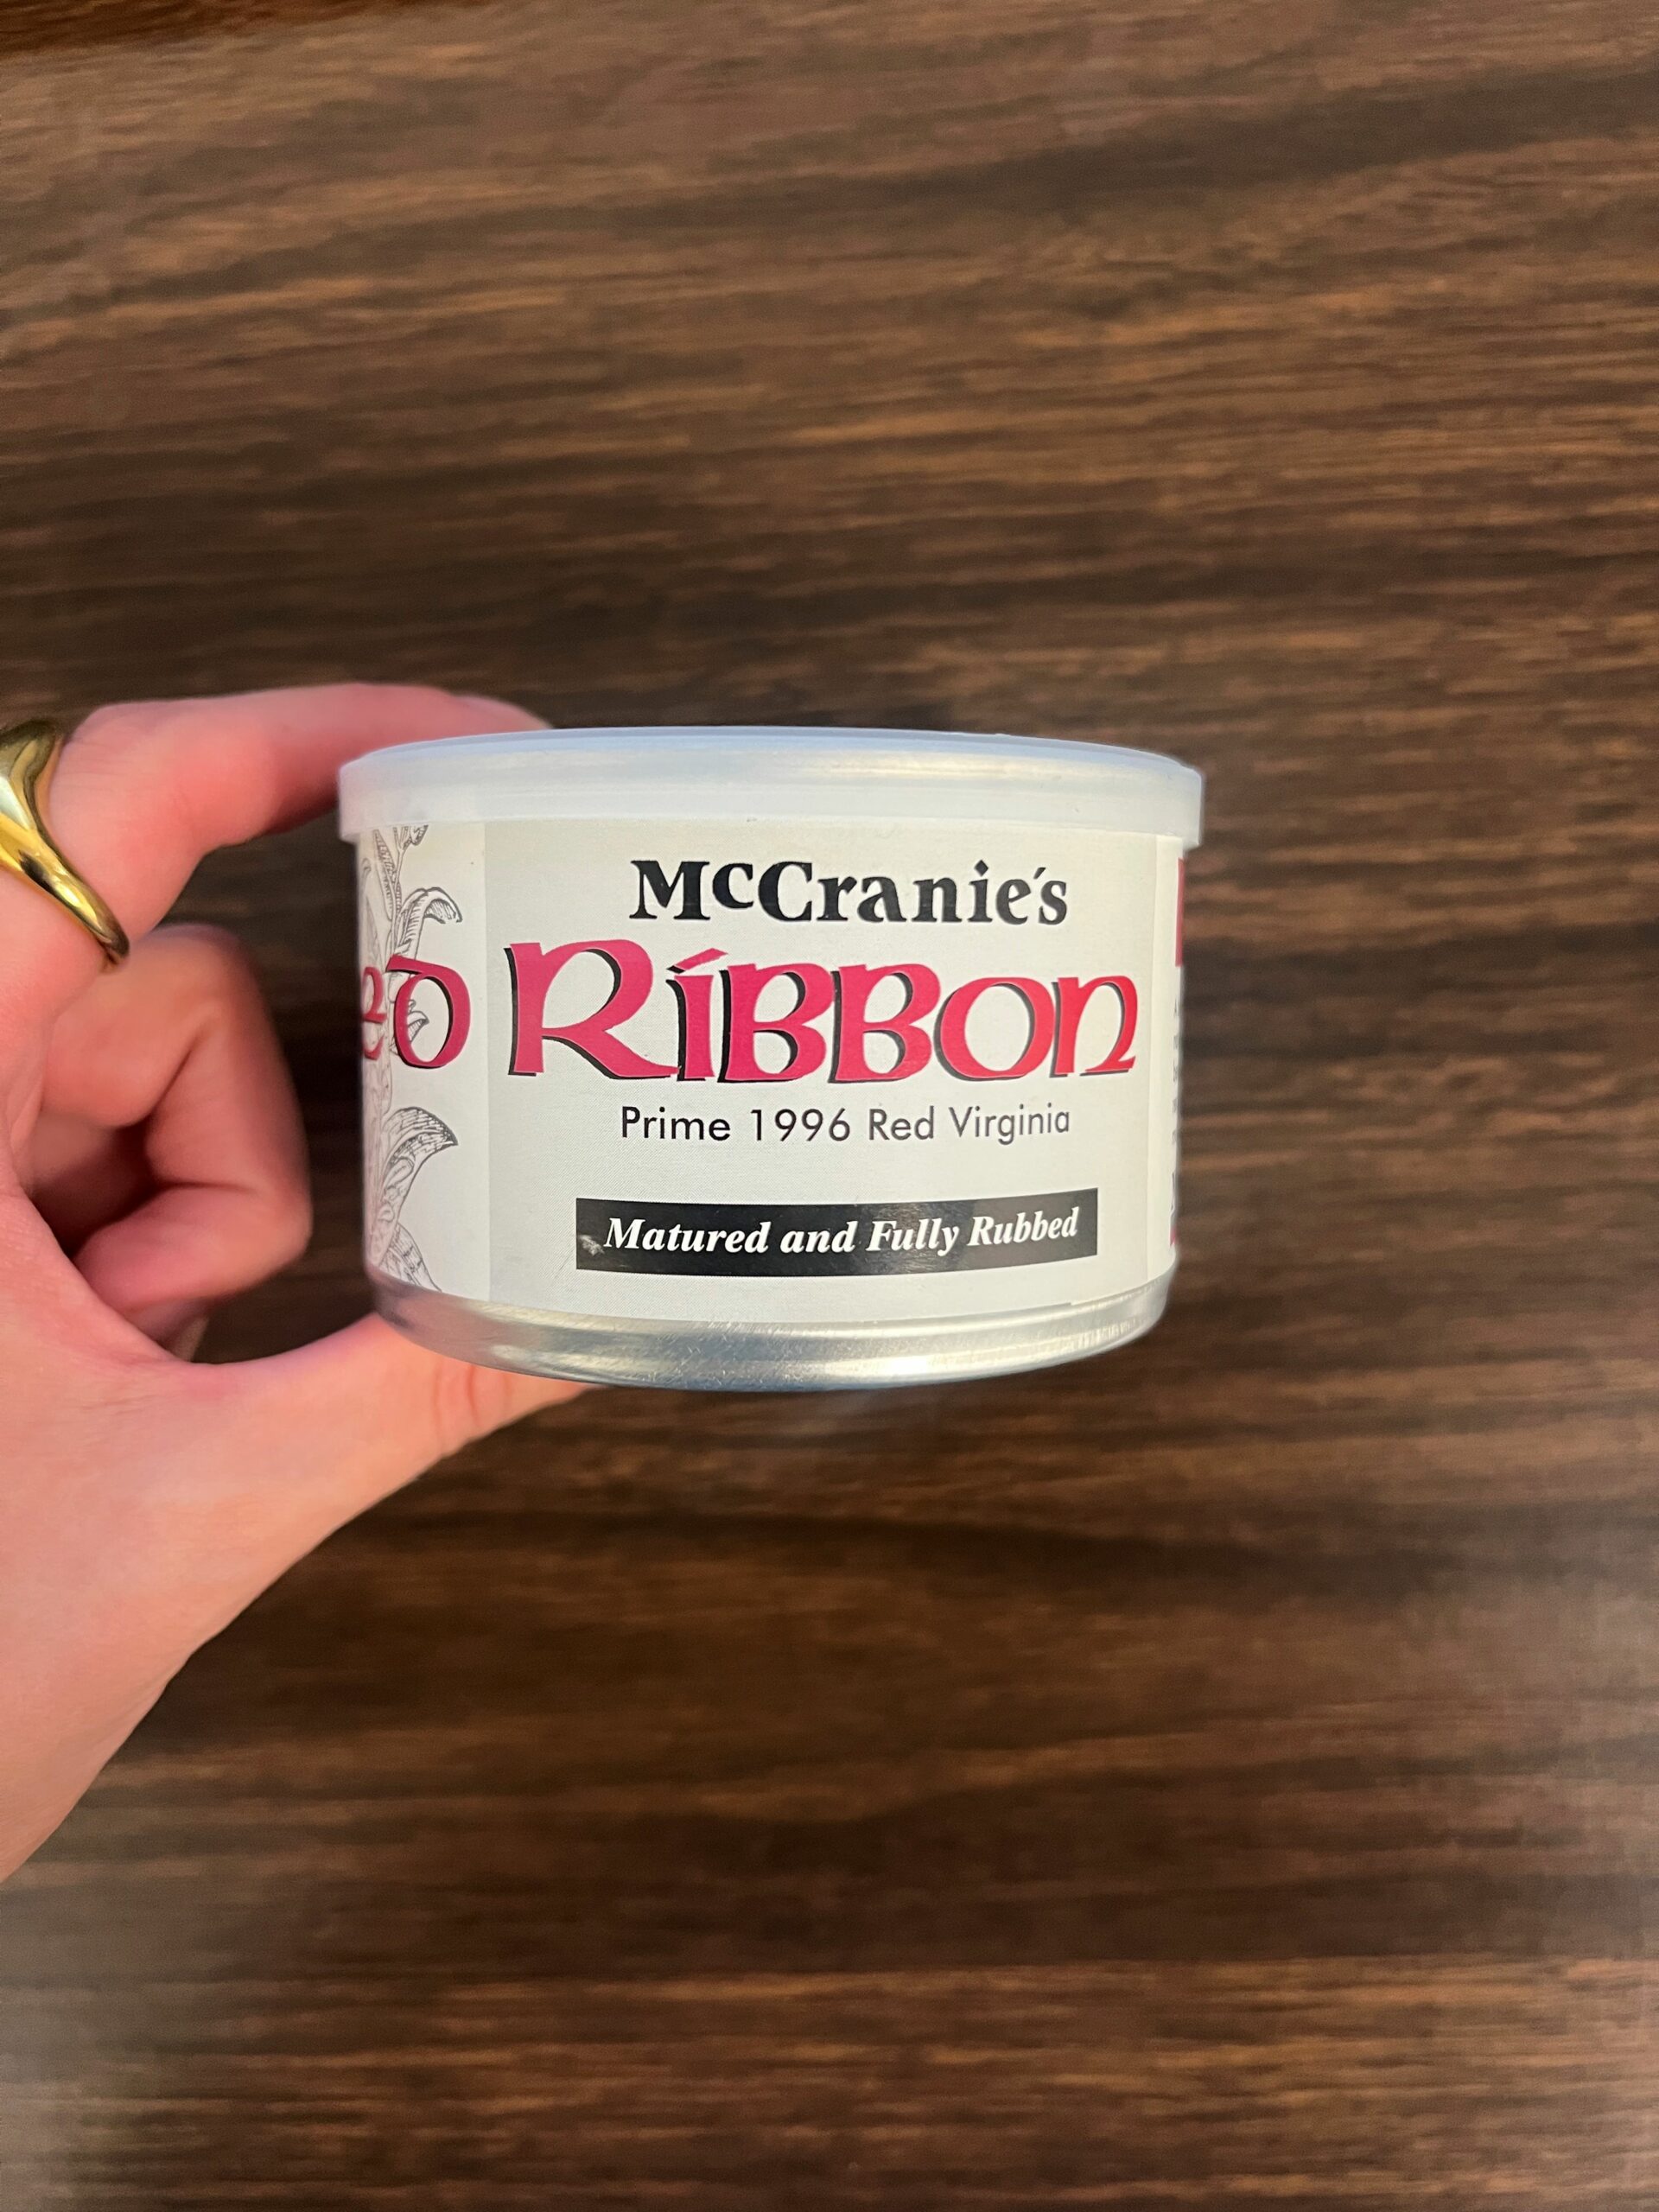 McCranie's
ed Ribbon
Prime 1996 Red Virginia
Matured and Fully Rubbed